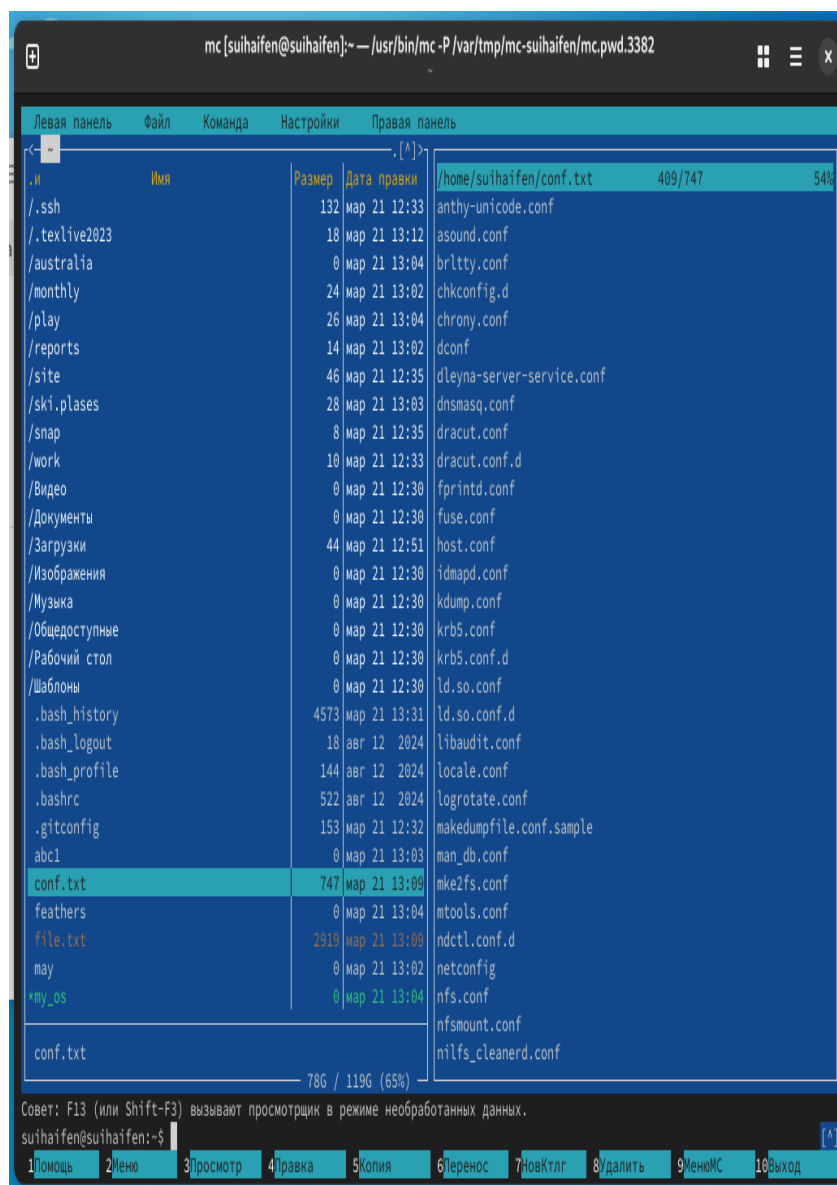 mc [suihaifen@suihaifen]:~ — /usr/bin/mc -P /var/tmp/mc-suihaifen/mc.pwd.3382
~
Левая панель Файл Команда Настройки Правая панель
<— ~ .[^]>
.и Имя Размер Дата правки
/.ssh 132 мар 21 12:33
/.texlive2023 18 мар 21 13:12
/australia 0 мар 21 13:04
/monthly 24 мар 21 13:02
/play 26 мар 21 13:04
/reports 14 мар 21 13:02
/site 46 мар 21 12:35
/ski.plases 28 мар 21 13:03
/snap 8 мар 21 12:35
/work 10 мар 21 12:33
/Видео 0 мар 21 12:30
/Документы 0 мар 21 12:30
/Загрузки 44 мар 21 12:51
/Изображения 0 мар 21 12:30
/Музыка 0 мар 21 12:30
/Общедоступные 0 мар 21 12:30
/Рабочий стол 0 мар 21 12:30
/Шаблоны 0 мар 21 12:30
.bash_history 4573 мар 21 13:31
.bash_logout 18 авг 12 2024
.bash_profile 144 авг 12 2024
.bashrc 522 авг 12 2024
.gitconfig 153 мар 21 12:32
abc1 0 мар 21 13:03
conf.txt 747 мар 21 13:09
feathers 0 мар 21 13:04
file.txt 2919 мар 21 13:09
may 0 мар 21 13:02
*my_os 0 мар 21 13:04
conf.txt
78G / 119G (65%)
/home/suihaifen/conf.txt 409/747 54%
anthy-unicode.conf
asound.conf
brltty.conf
chkconfig.d
chrony.conf
dconf
dleyna-server-service.conf
dnsmasq.conf
dracut.conf
dracut.conf.d
fprintd.conf
fuse.conf
host.conf
idmapd.conf
kdump.conf
krb5.conf
krb5.conf.d
ld.so.conf
ld.so.conf.d
libaudit.conf
locale.conf
logrotate.conf
makedumpfile.conf.sample
man_db.conf
mke2fs.conf
mtools.conf
ndctl.conf.d
netconfig
nfs.conf
nfsmount.conf
nilfs_cleanerd.conf
Совет: F13 (или Shift-F3) вызывают просмотрщик в режиме необработанных данных.
suihaifen@suihaifen:~$ [^]
1Помощь 2Меню 3Просмотр 4Правка 5Копия 6Перенос 7НовКтлг 8Удалить 9МенюMC 10Выход